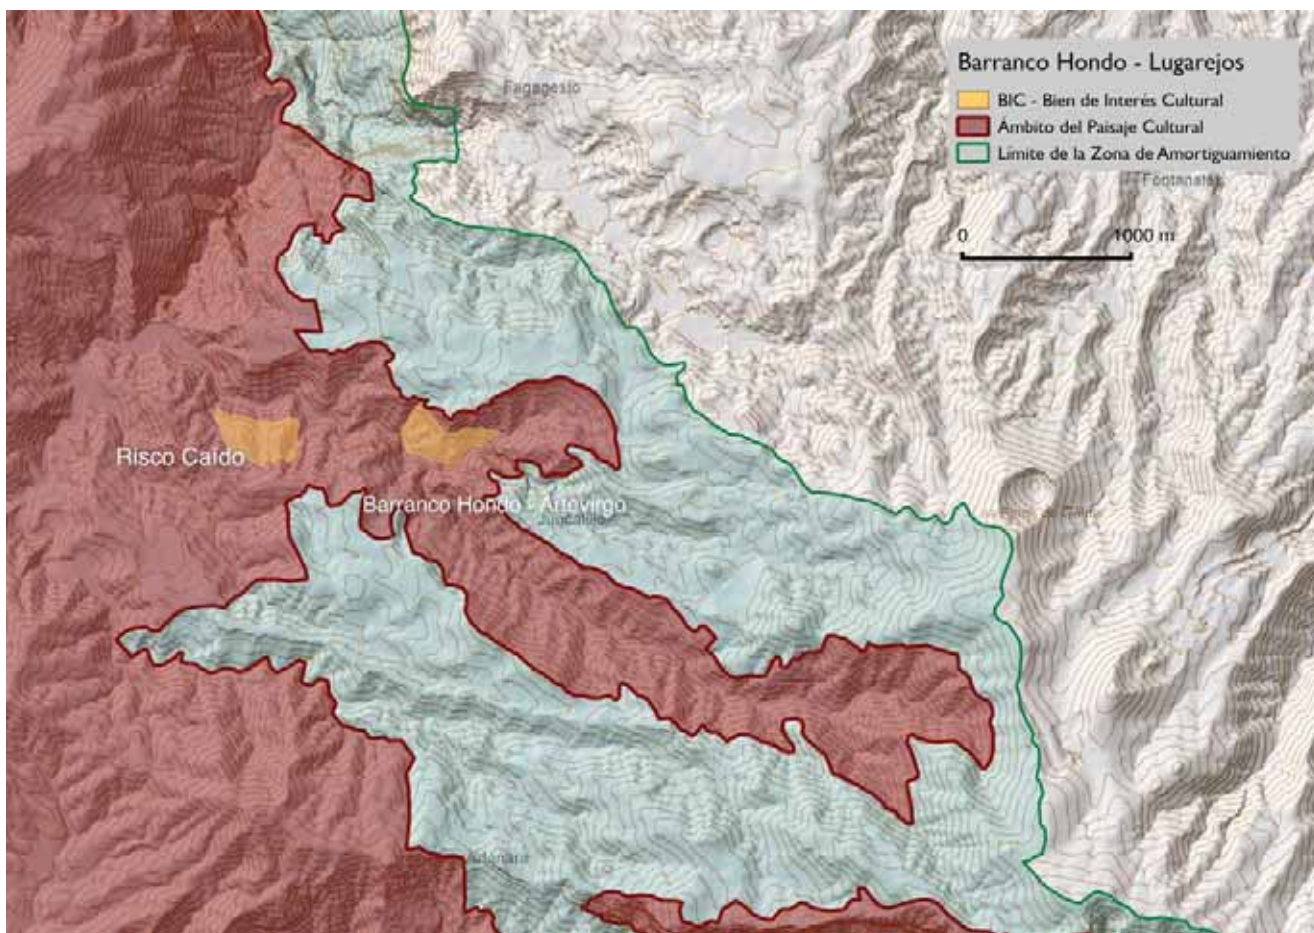 Barranco Hondo - Lugarejos
BIC - Bien de Interés Cultural
Ámbito del Paisaje Cultural
Límite de la Zona de Amortiguamiento
Fagagesto
Fontanales
0 1000 m
Risco Caído
Barranco Hondo - Artevirgo
Juncalillo